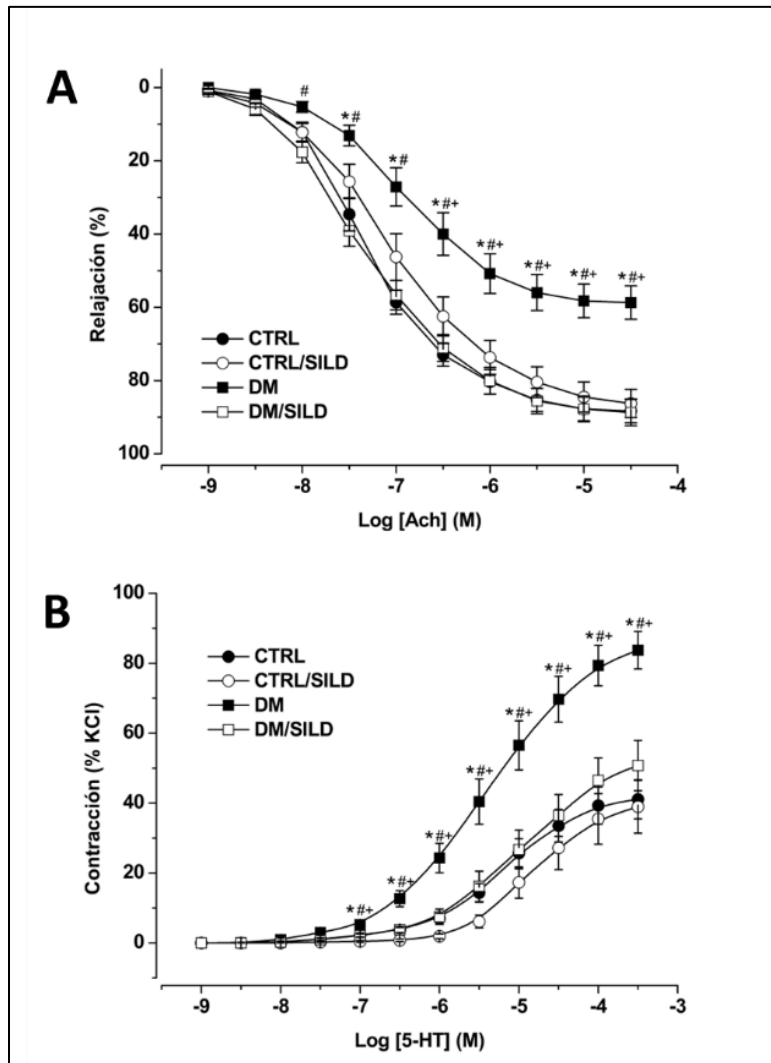 A
0
20
40
60
80
100
Relajación (%)
#
*#
*#
*#+
*#+
*#+
*#+
*#+
CTRL
CTRL/SILD
DM
DM/SILD
-9
-8
-7
-6
-5
-4
Log [Ach] (M)
B
100
80
60
40
20
0
Contracción (% KCl)
CTRL
CTRL/SILD
DM
DM/SILD
*#+
*#+
*#+
*#+
*#+
*#+
*#+
*#+
-9
-8
-7
-6
-5
-4
-3
Log [5-HT] (M)